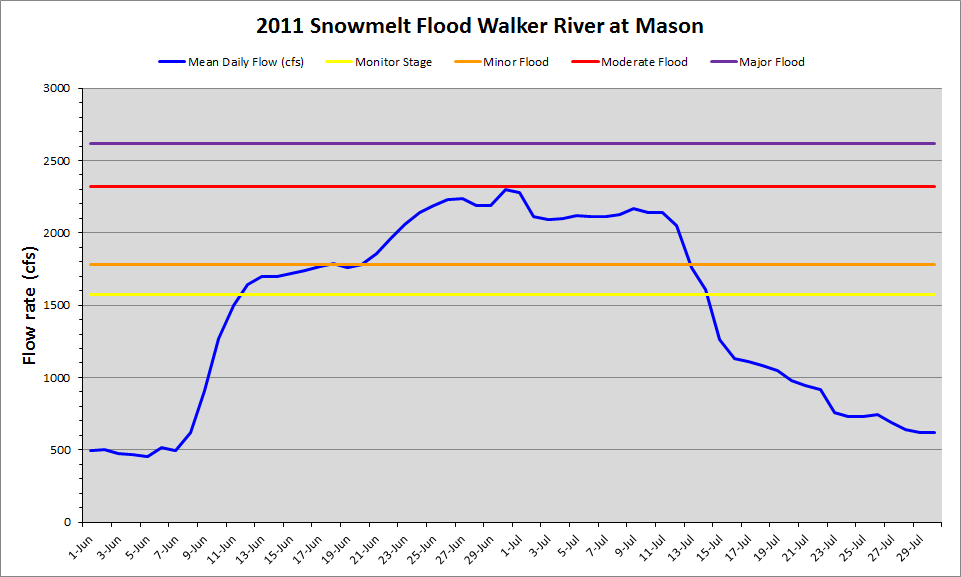 2011 Snowmelt Flood Walker River at Mason
Mean Daily Flow (cfs) Monitor Stage Minor Flood Moderate Flood Major Flood
3000
2500
2000
1500
1000
500
0
Flow rate (cfs)
1-Jun 3-Jun 5-Jun 7-Jun 9-Jun 11-Jun 13-Jun 15-Jun 17-Jun 19-Jun 21-Jun 23-Jun 25-Jun 27-Jun 29-Jun 1-Jul 3-Jul 5-Jul 7-Jul 9-Jul 11-Jul 13-Jul 15-Jul 17-Jul 19-Jul 21-Jul 23-Jul 25-Jul 27-Jul 29-Jul